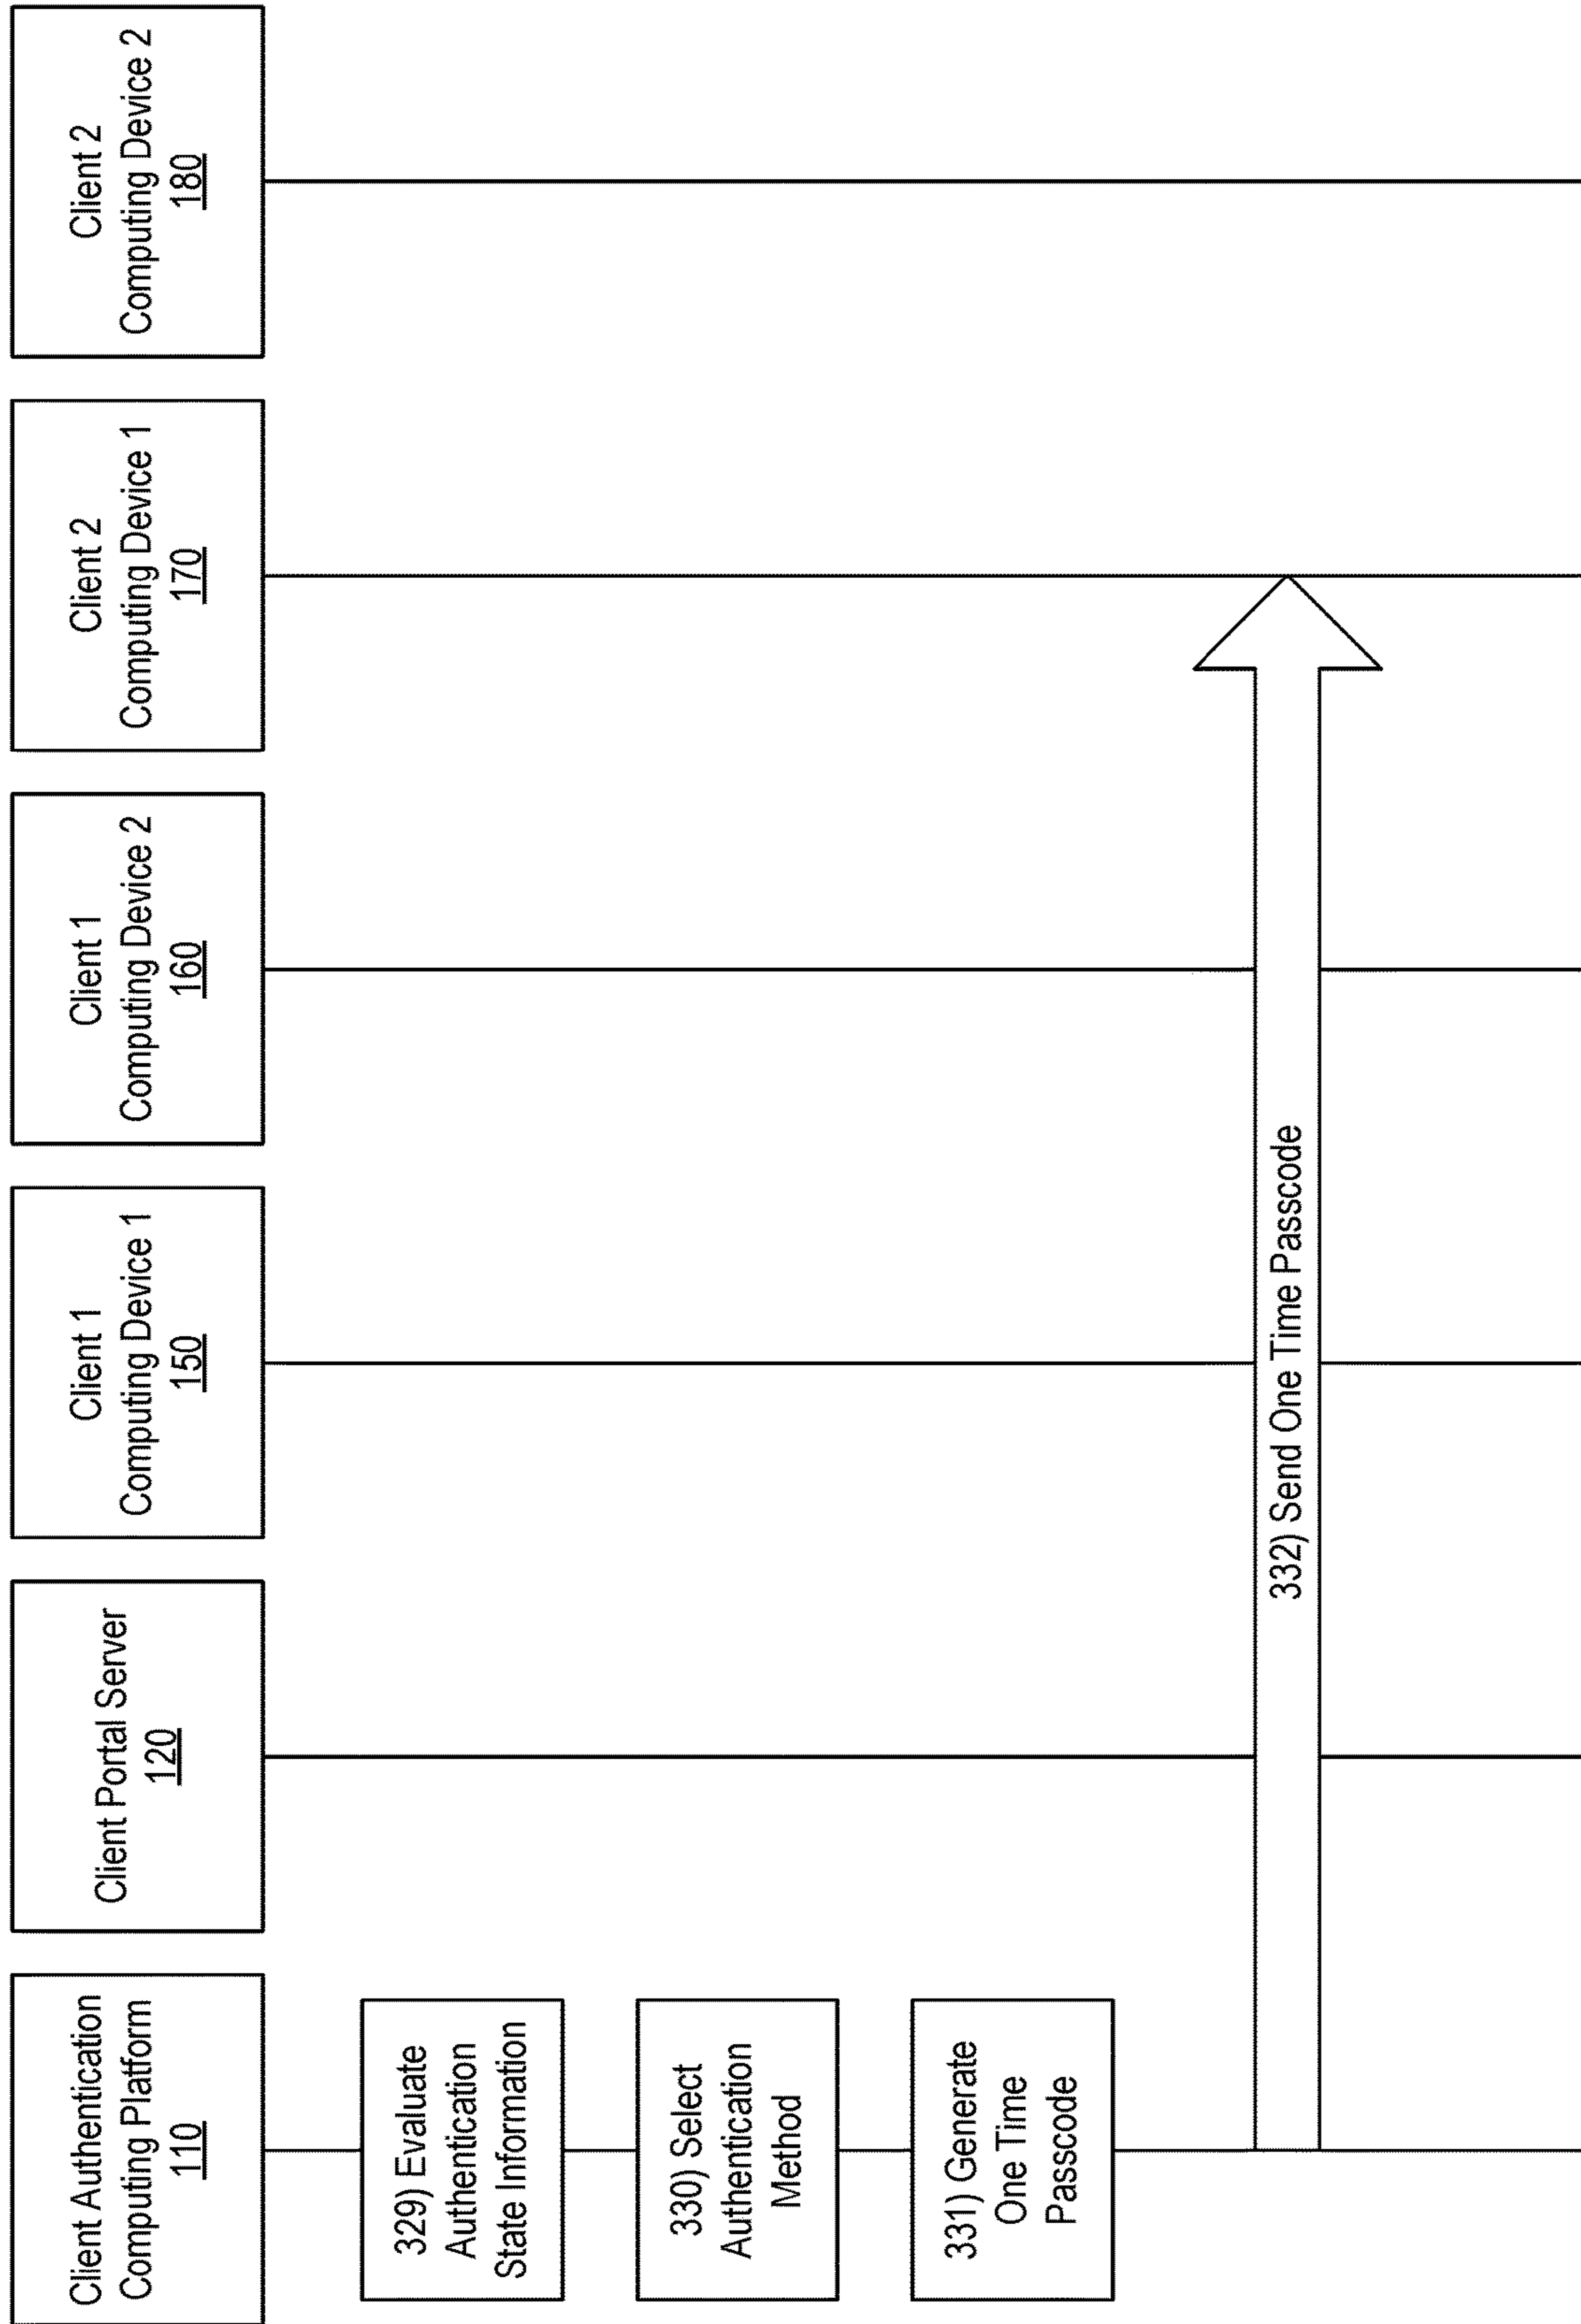 Client Authentication
Computing Platform
110
Client Portal Server
120
Client 1
Computing Device 1
150
Client 1
Computing Device 2
160
Client 2
Computing Device 1
170
Client 2
Computing Device 2
180
329) Evaluate
Authentication
State Information
330) Select
Authentication
Method
331) Generate
One Time
Passcode
332) Send One Time Passcode